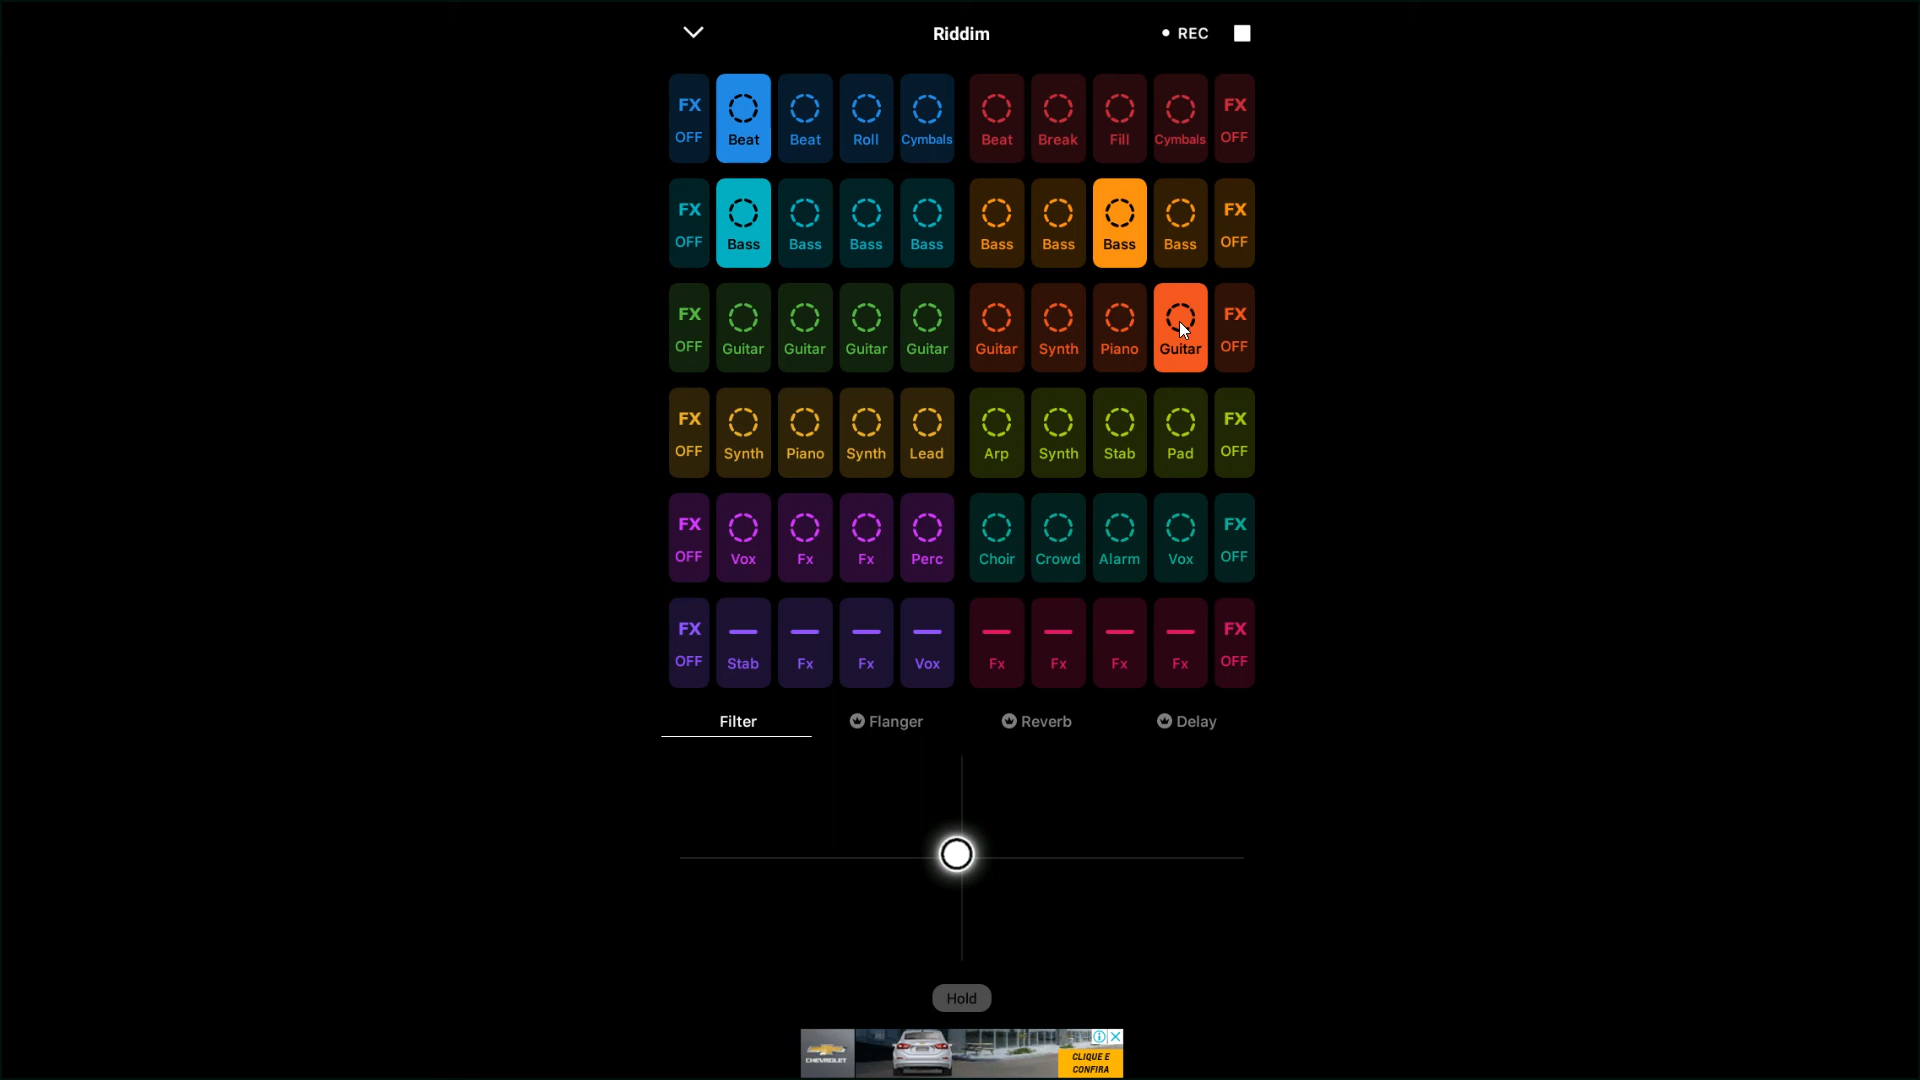 Riddim
REC
FX Beat Beat Roll Cymbals Beat Break Fill Cymbals FX
OFF OFF
FX Bass Bass Bass Bass Bass Bass Bass Bass FX
OFF OFF
FX Guitar Guitar Guitar Guitar Guitar Synth Piano Guitar FX
OFF OFF
FX Synth Piano Synth Lead Arp Synth Stab Pad FX
OFF OFF
FX Vox Fx Fx Perc Choir Crowd Alarm Vox FX
OFF OFF
FX Stab Fx Fx Vox Fx Fx Fx Fx FX
OFF OFF
Filter Flanger Reverb Delay
Hold
CHEVROLET
CLIQUE E
CONFIRA